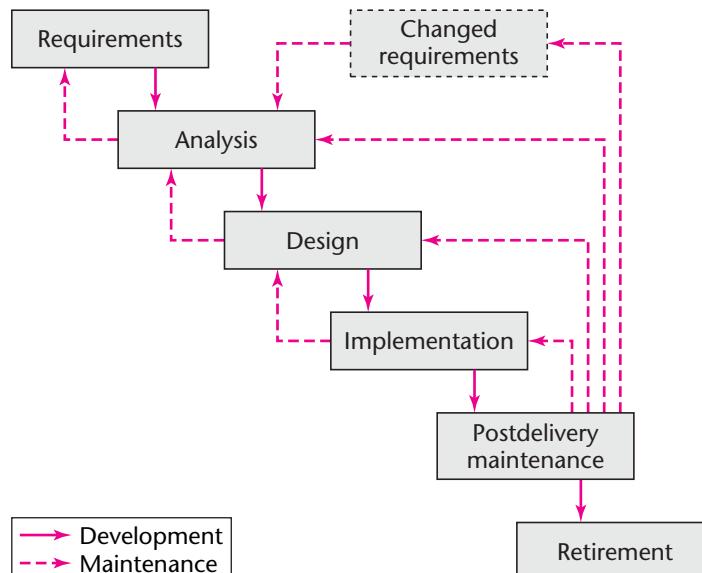 Requirements
Changed
requirements
Analysis
Design
Implementation
Postdelivery
maintenance
Retirement
Development
Maintenance